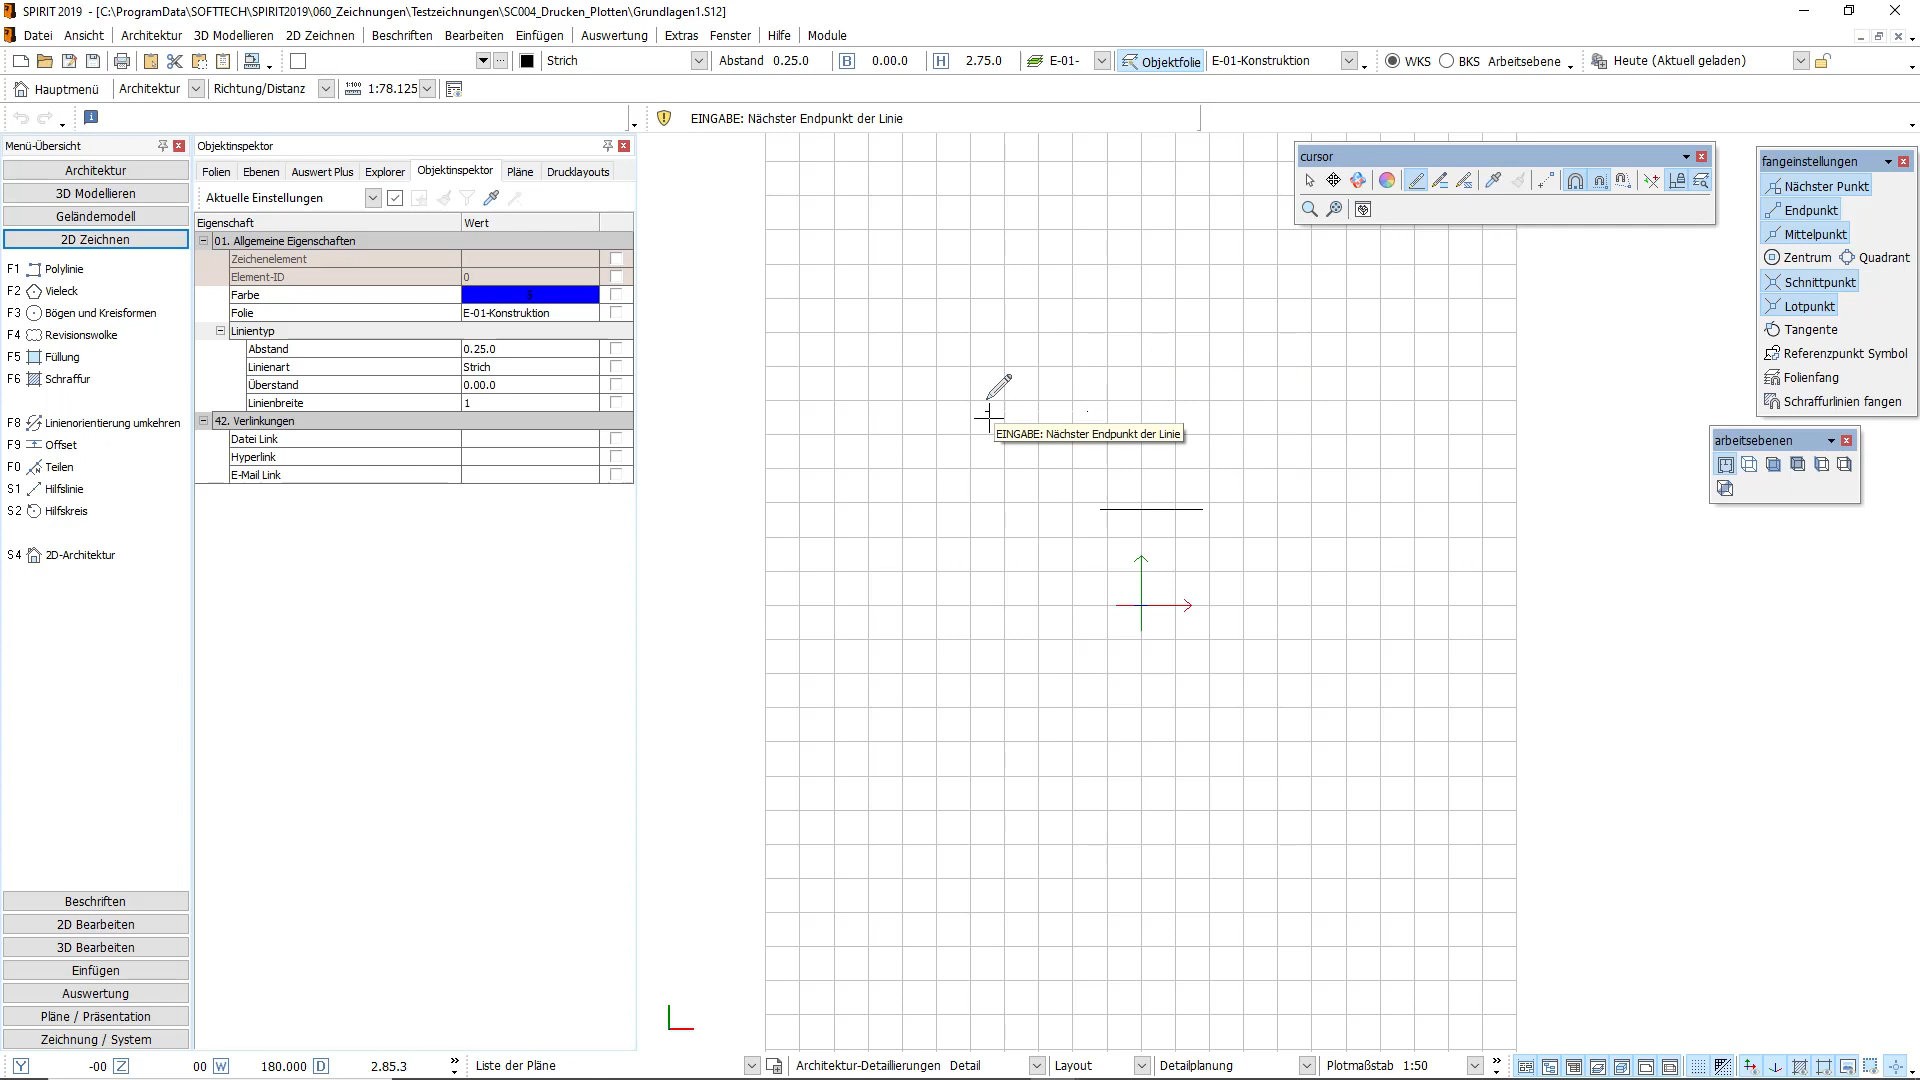 SPIRIT 2019 - [C:\ProgramData\SOFTTECH\SPIRIT2019\060_Zeichnungen\Testzeichnungen\SC004_Drucken_Plotten\Grundlagen1.S12]
Datei Ansicht Architektur 3D Modellieren 2D Zeichnen Beschriften Bearbeiten Einfügen Auswertung Extras Fenster Hilfe Module
Strich Abstand 0.25.0 B 0.00.0 H 2.75.0 E-01- Objektfolie E-01-Konstruktion WKS BKS Arbeitsebene Heute (Aktuell geladen)
Hauptmenü Architektur Richtung/Distanz 1:100 1:78.125
EINGABE: Nächster Endpunkt der Linie
Menü-Übersicht
Architektur
3D Modellieren
Geländemodell
2D Zeichnen
F1 Polylinie
F2 Vieleck
F3 Bögen und Kreisformen
F4 Revisionswolke
F5 Füllung
F6 Schraffur
F8 Linienorientierung umkehren
F9 Offset
F0 Teilen
S1 Hilfslinie
S2 Hilfskreis
S4 2D-Architektur
Beschriften
2D Bearbeiten
3D Bearbeiten
Einfügen
Auswertung
Pläne / Präsentation
Zeichnung / System
Objektinspektor
Folien Ebenen Auswert Plus Explorer Objektinspektor Pläne Drucklayouts
Aktuelle Einstellungen
Eigenschaft Wert
01. Allgemeine Eigenschaften
Zeichenelement
Element-ID 0
Farbe 5
Folie E-01-Konstruktion
Linientyp
Abstand 0.25.0
Linienart Strich
Überstand 0.00.0
Linienbreite 1
42. Verlinkungen
Datei Link
Hyperlink
E-Mail Link
EINGABE: Nächster Endpunkt der Linie
cursor
fangeinstellungen
Nächster Punkt
Endpunkt
Mittelpunkt
Zentrum Quadrant
Schnittpunkt
Lotpunkt
Tangente
Referenzpunkt Symbol
Folienfang
Schraffurlinien fangen
arbeitsebenen
Y -00 Z 00 W 180.000 D 2.85.3 Liste der Pläne Architektur-Detaillierungen Detail Layout Detailplanung Plotmaßstab 1:50